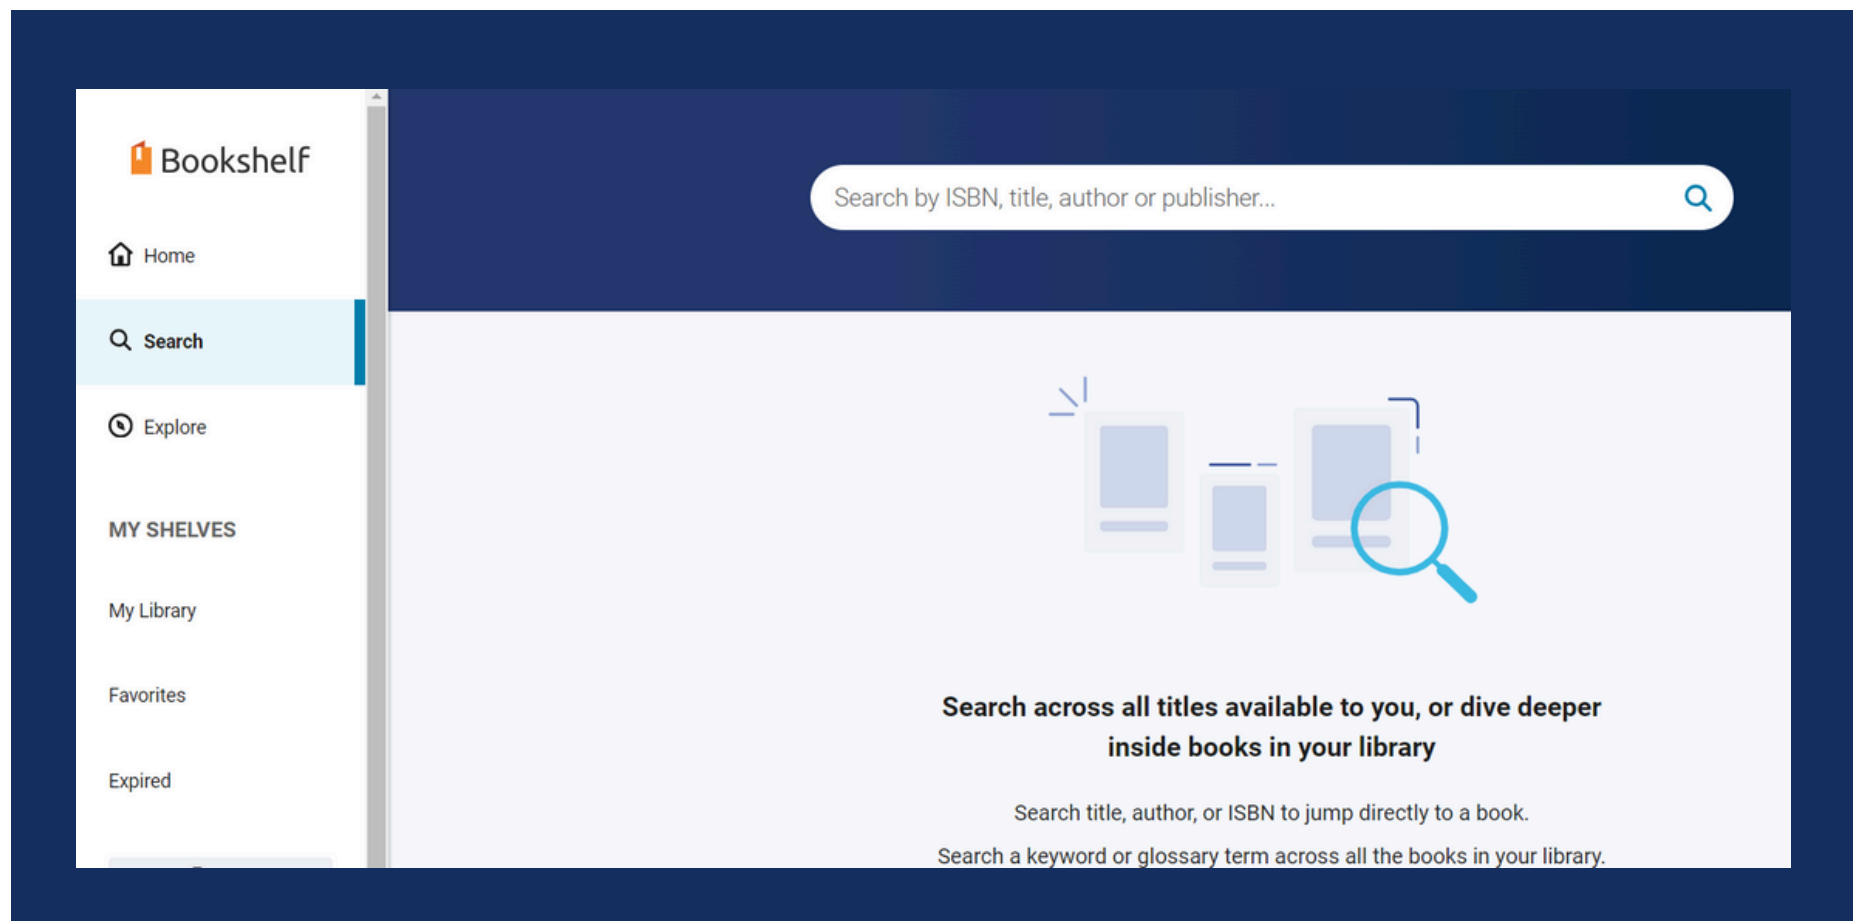 Bookshelf
Home
Search
Explore
MY SHELVES
My Library
Favorites
Expired
Search by ISBN, title, author or publisher...
Search across all titles available to you, or dive deeper
inside books in your library
Search title, author, or ISBN to jump directly to a book.
Search a keyword or glossary term across all the books in your library.